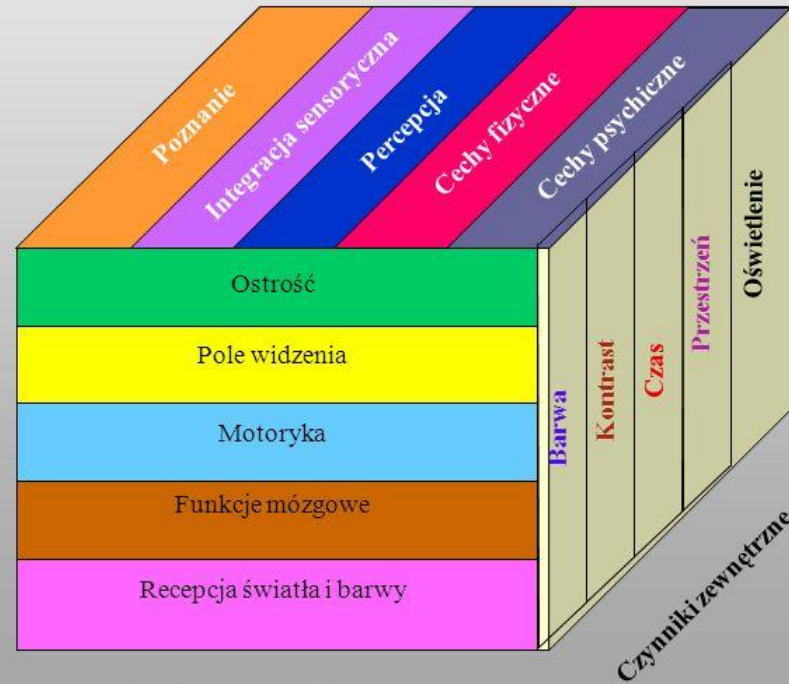 Poznanie
Integracja sensoryczna
Percepcja
Cechy fizyczne
Cechy psychiczne
Ostrość
Pole widzenia
Motoryka
Funkcje mózgowe
Recepcja światła i barwy
Barwa
Kontrast
Czas
Przestrzeń
Oświetlenie
Czynniki zewnętrzne